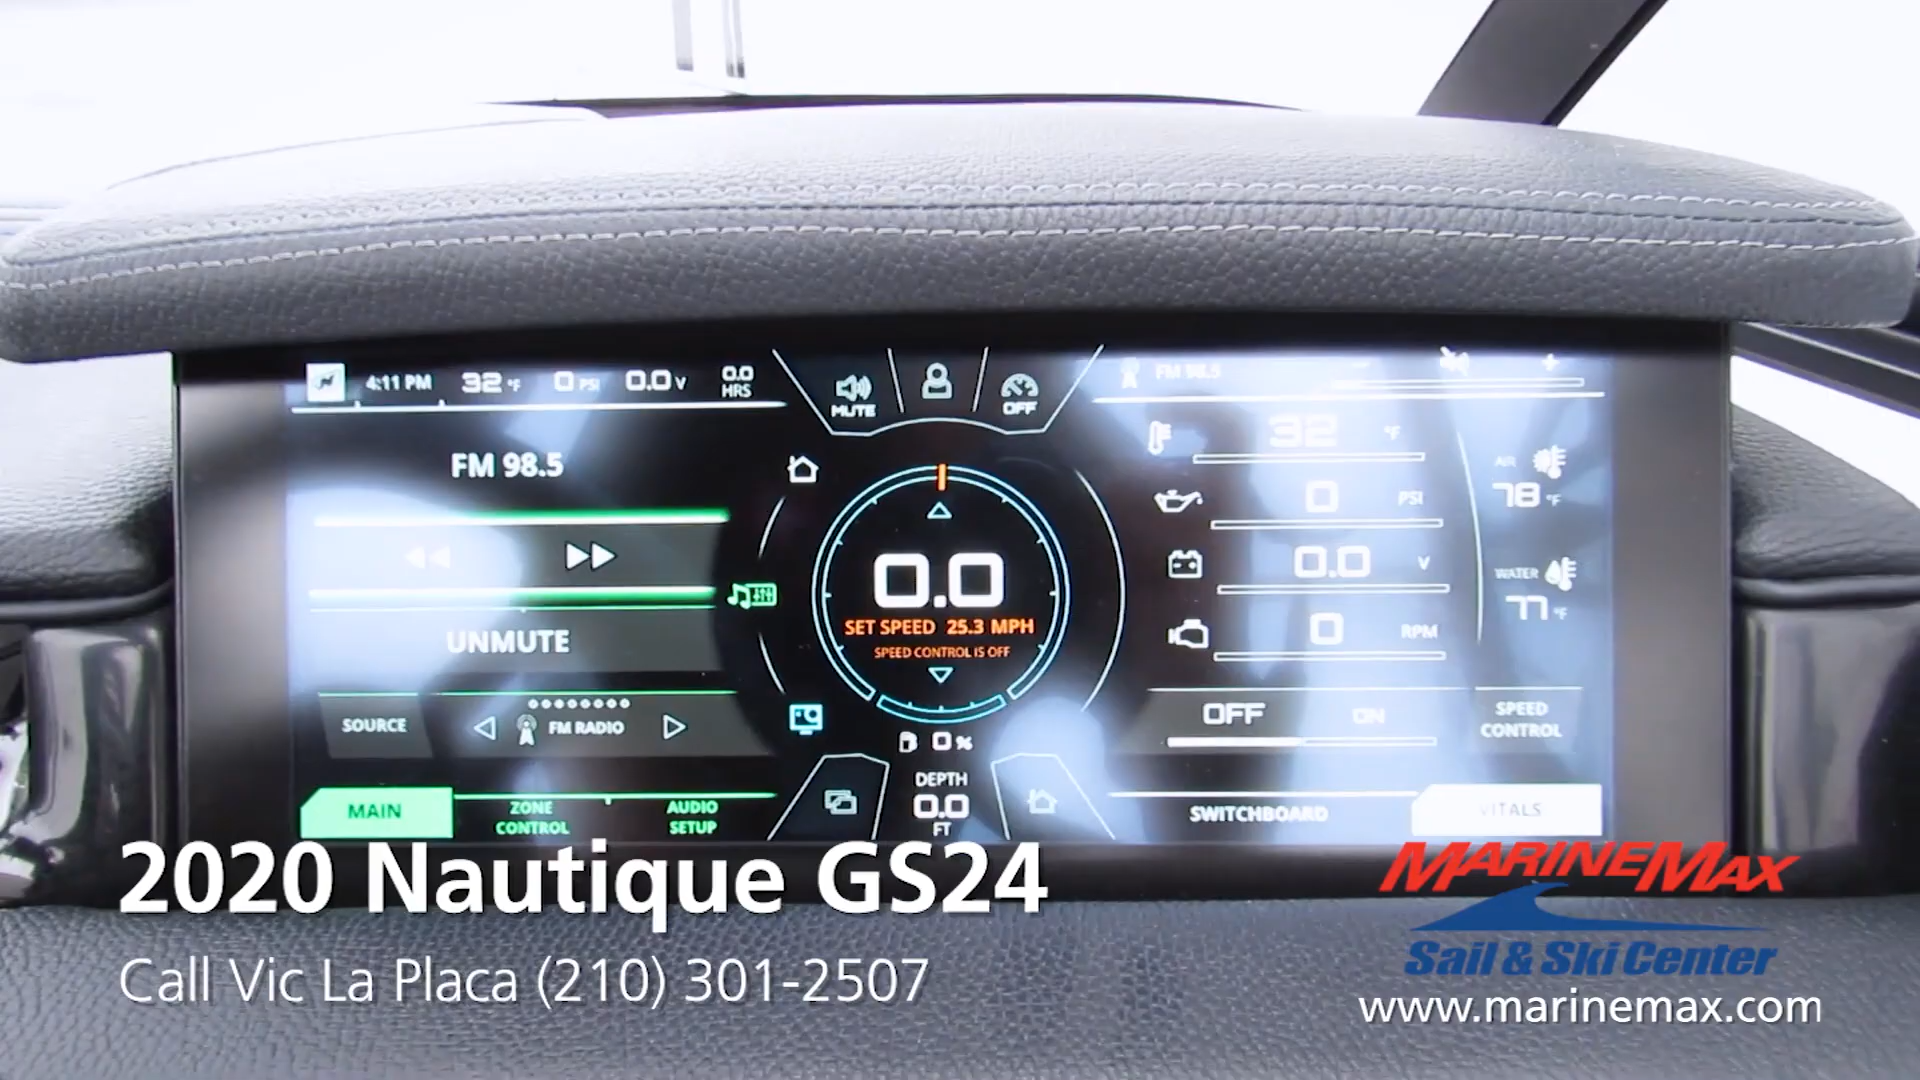 4:11 PM 32 °F 0 PSI 0.0 V 0.0 HRS
MUTE
OFF
FM 98.5
FM 98.5
UNMUTE
SOURCE
FM RADIO
MAIN
ZONE
CONTROL
AUDIO
SETUP
0.0
SET SPEED 25.3 MPH
SPEED CONTROL IS OFF
0 %
DEPTH
0.0
FT
32 °F
0 PSI
0.0 V
0 RPM
AIR
78 °F
WATER
77 °F
OFF ON
SPEED
CONTROL
SWITCHBOARD
VITALS
2020 Nautique GS24
Call Vic La Placa (210) 301-2507
MARINEMAX
Sail & Ski Center
www.marinemax.com